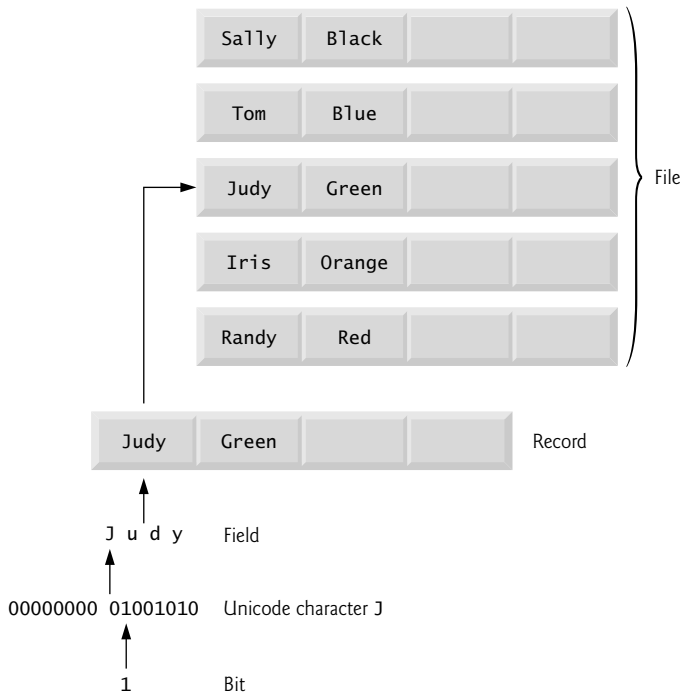 Sally Black
Tom Blue
File
Judy Green
Iris Orange
Randy Red
Judy Green Record
J u d y Field
00000000 01001010 Unicode character J
1 Bit